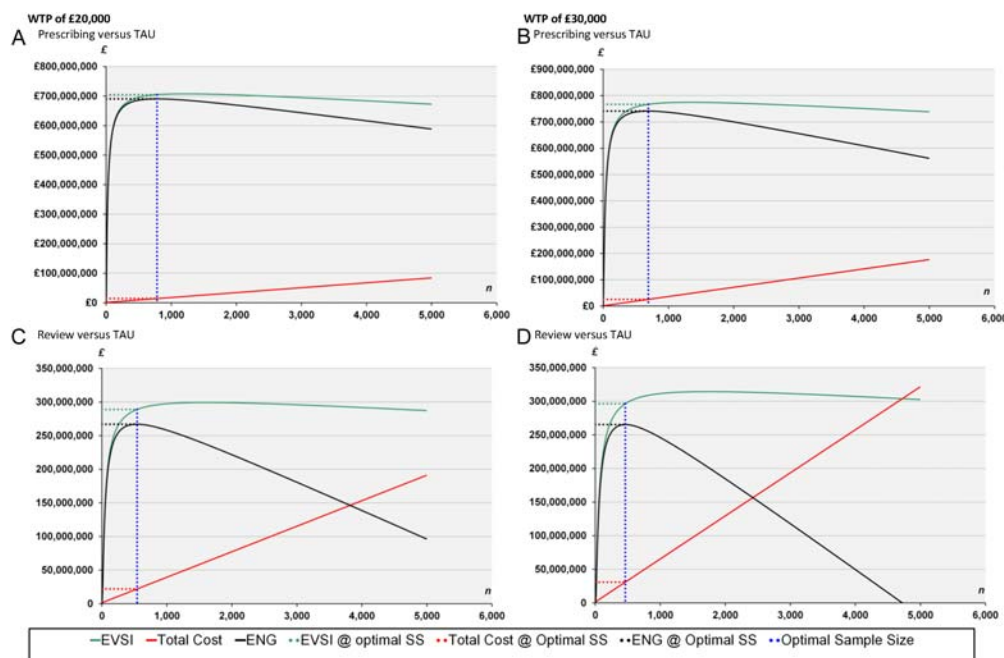 WTP of £20,000
A Prescribing versus TAU
£
£800,000,000
£700,000,000
£600,000,000
£500,000,000
£400,000,000
£300,000,000
£200,000,000
£100,000,000
£0
n
0 1,000 2,000 3,000 4,000 5,000 6,000
WTP of £30,000
B Prescribing versus TAU
£
£900,000,000
£800,000,000
£700,000,000
£600,000,000
£500,000,000
£400,000,000
£300,000,000
£200,000,000
£100,000,000
£0
n
0 1,000 2,000 3,000 4,000 5,000 6,000
C Review versus TAU
£
350,000,000
300,000,000
250,000,000
200,000,000
150,000,000
100,000,000
50,000,000
0
n
0 1,000 2,000 3,000 4,000 5,000 6,000
D Review versus TAU
£
350,000,000
300,000,000
250,000,000
200,000,000
150,000,000
100,000,000
50,000,000
0
n
0 1,000 2,000 3,000 4,000 5,000 6,000
EVSI Total Cost ENG EVSI @ optimal SS Total Cost @ Optimal SS ENG @ Optimal SS Optimal Sample Size